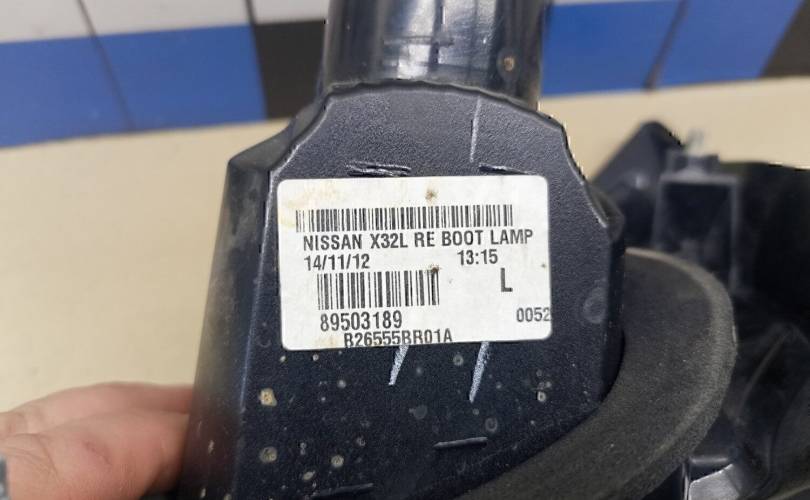 NISSAN X32L RE BOOT LAMP
14/11/12 13:15
L
89503189 0052
B26555BR01A